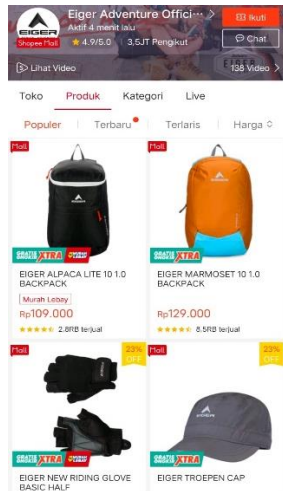 Eiger Adventure Offici···
Aktif 4 menit lalu
EIGER
Shopee Mall
4.9/5.0
3,5JT Pengikut
Ikuti
Chat
Lihat Video
138 Video
Toko
Produk
Kategori
Live
Populer
Terbaru
Terlaris
Harga
Mall
GRATIS ONGKIR XTRA
EIGER ALPACA LITE 10 1.0
BACKPACK
Murah Lebay
Rp109.000
2.8RB terjual
Mall
GRATIS ONGKIR XTRA
EIGER MARMOSET 10 1.0
BACKPACK
Rp129.000
8.5RB terjual
Mall
23%
OFF
GRATIS ONGKIR XTRA
EIGER NEW RIDING GLOVE
BASIC HALF
Mall
23%
OFF
GRATIS ONGKIR XTRA
EIGER TROEPEN CAP